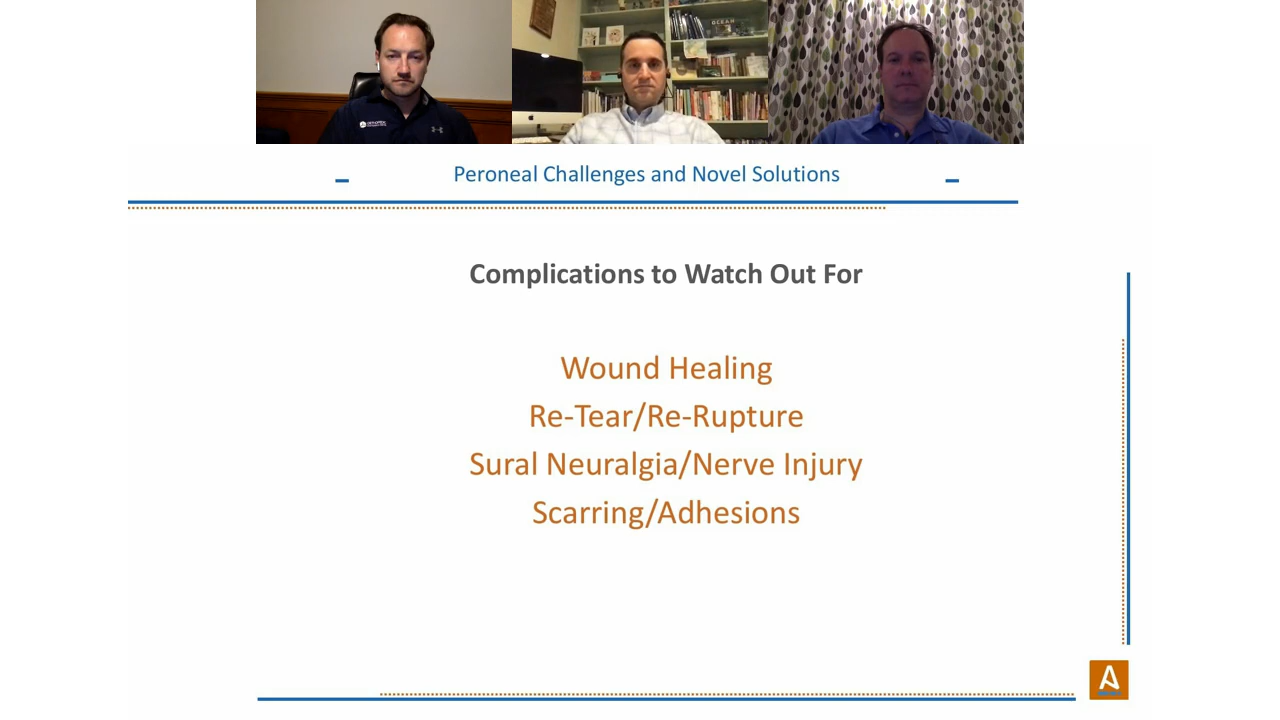 OCEAN
Peroneal Challenges and Novel Solutions
Complications to Watch Out For
Wound Healing
Re-Tear/Re-Rupture
Sural Neuralgia/Nerve Injury
Scarring/Adhesions
A